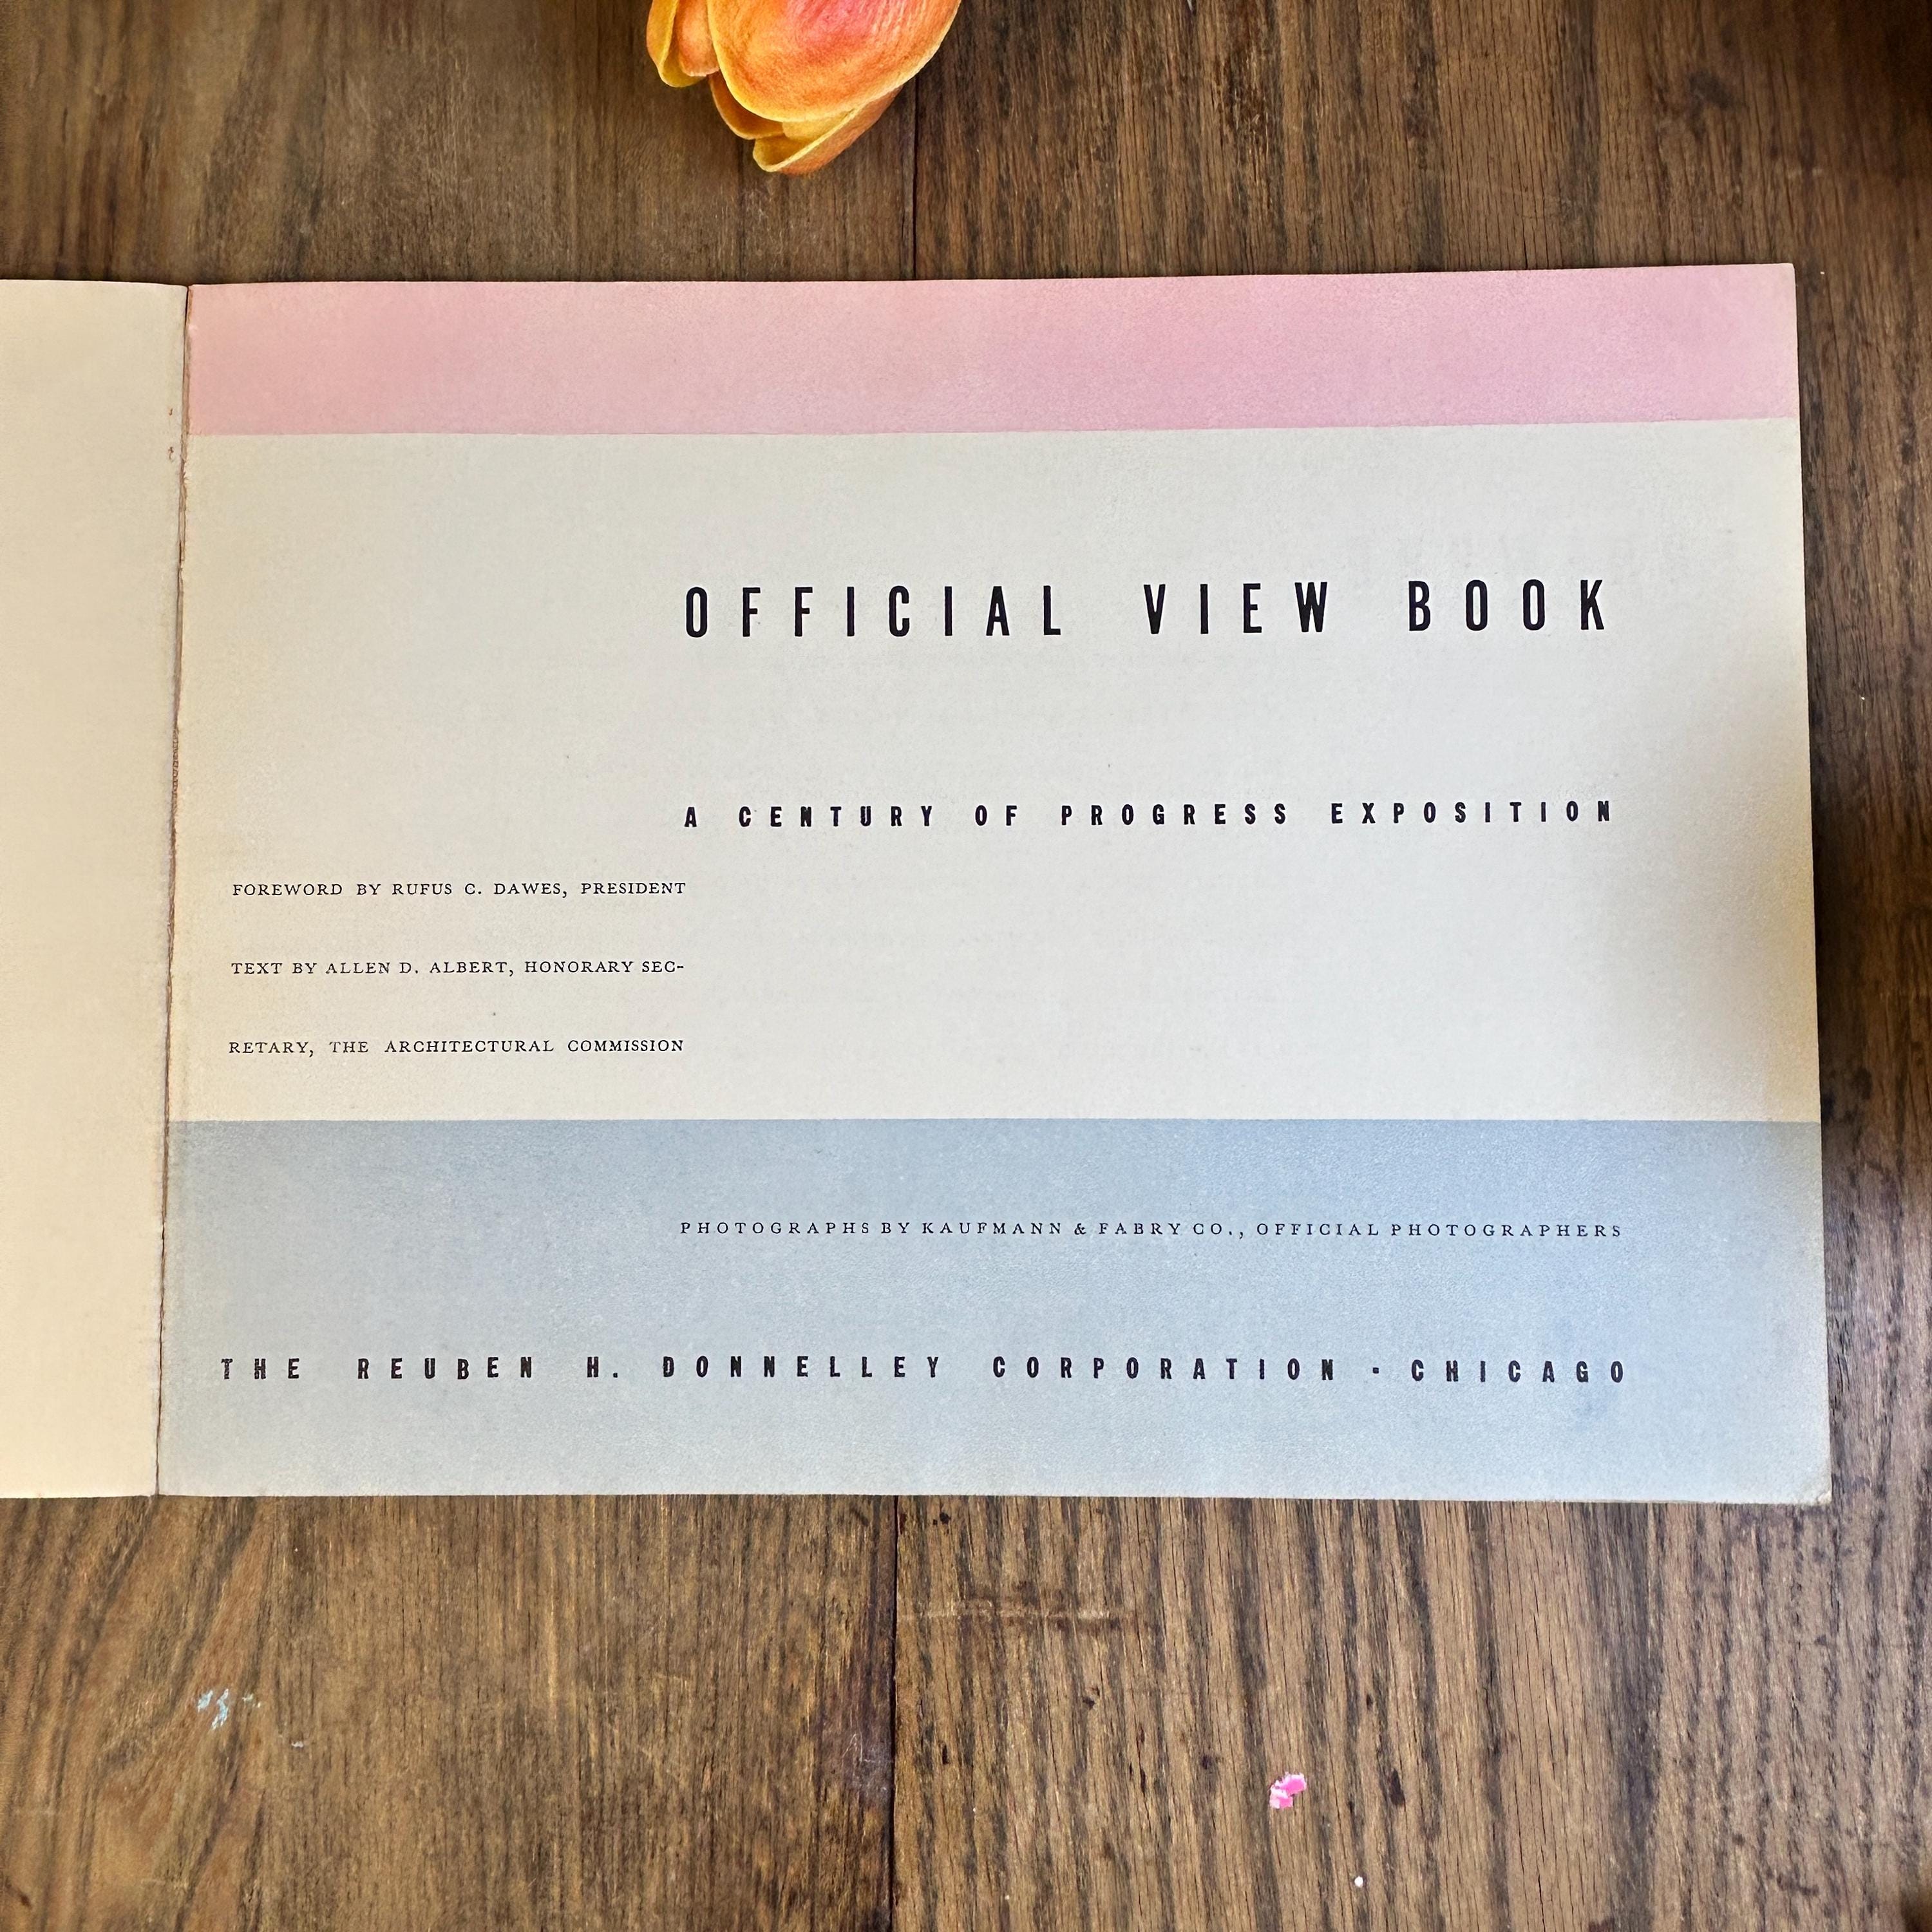 OFFICIAL VIEW BOOK
A CENTURY OF PROGRESS EXPOSITION
FOREWORD BY RUFUS C. DAWES, PRESIDENT
TEXT BY ALLEN D. ALBERT, HONORARY SEC-
RETARY, THE ARCHITECTURAL COMMISSION
PHOTOGRAPHS BY KAUFMANN & FABRY CO., OFFICIAL PHOTOGRAPHERS
THE REUBEN H. DONNELLEY CORPORATION · CHICAGO